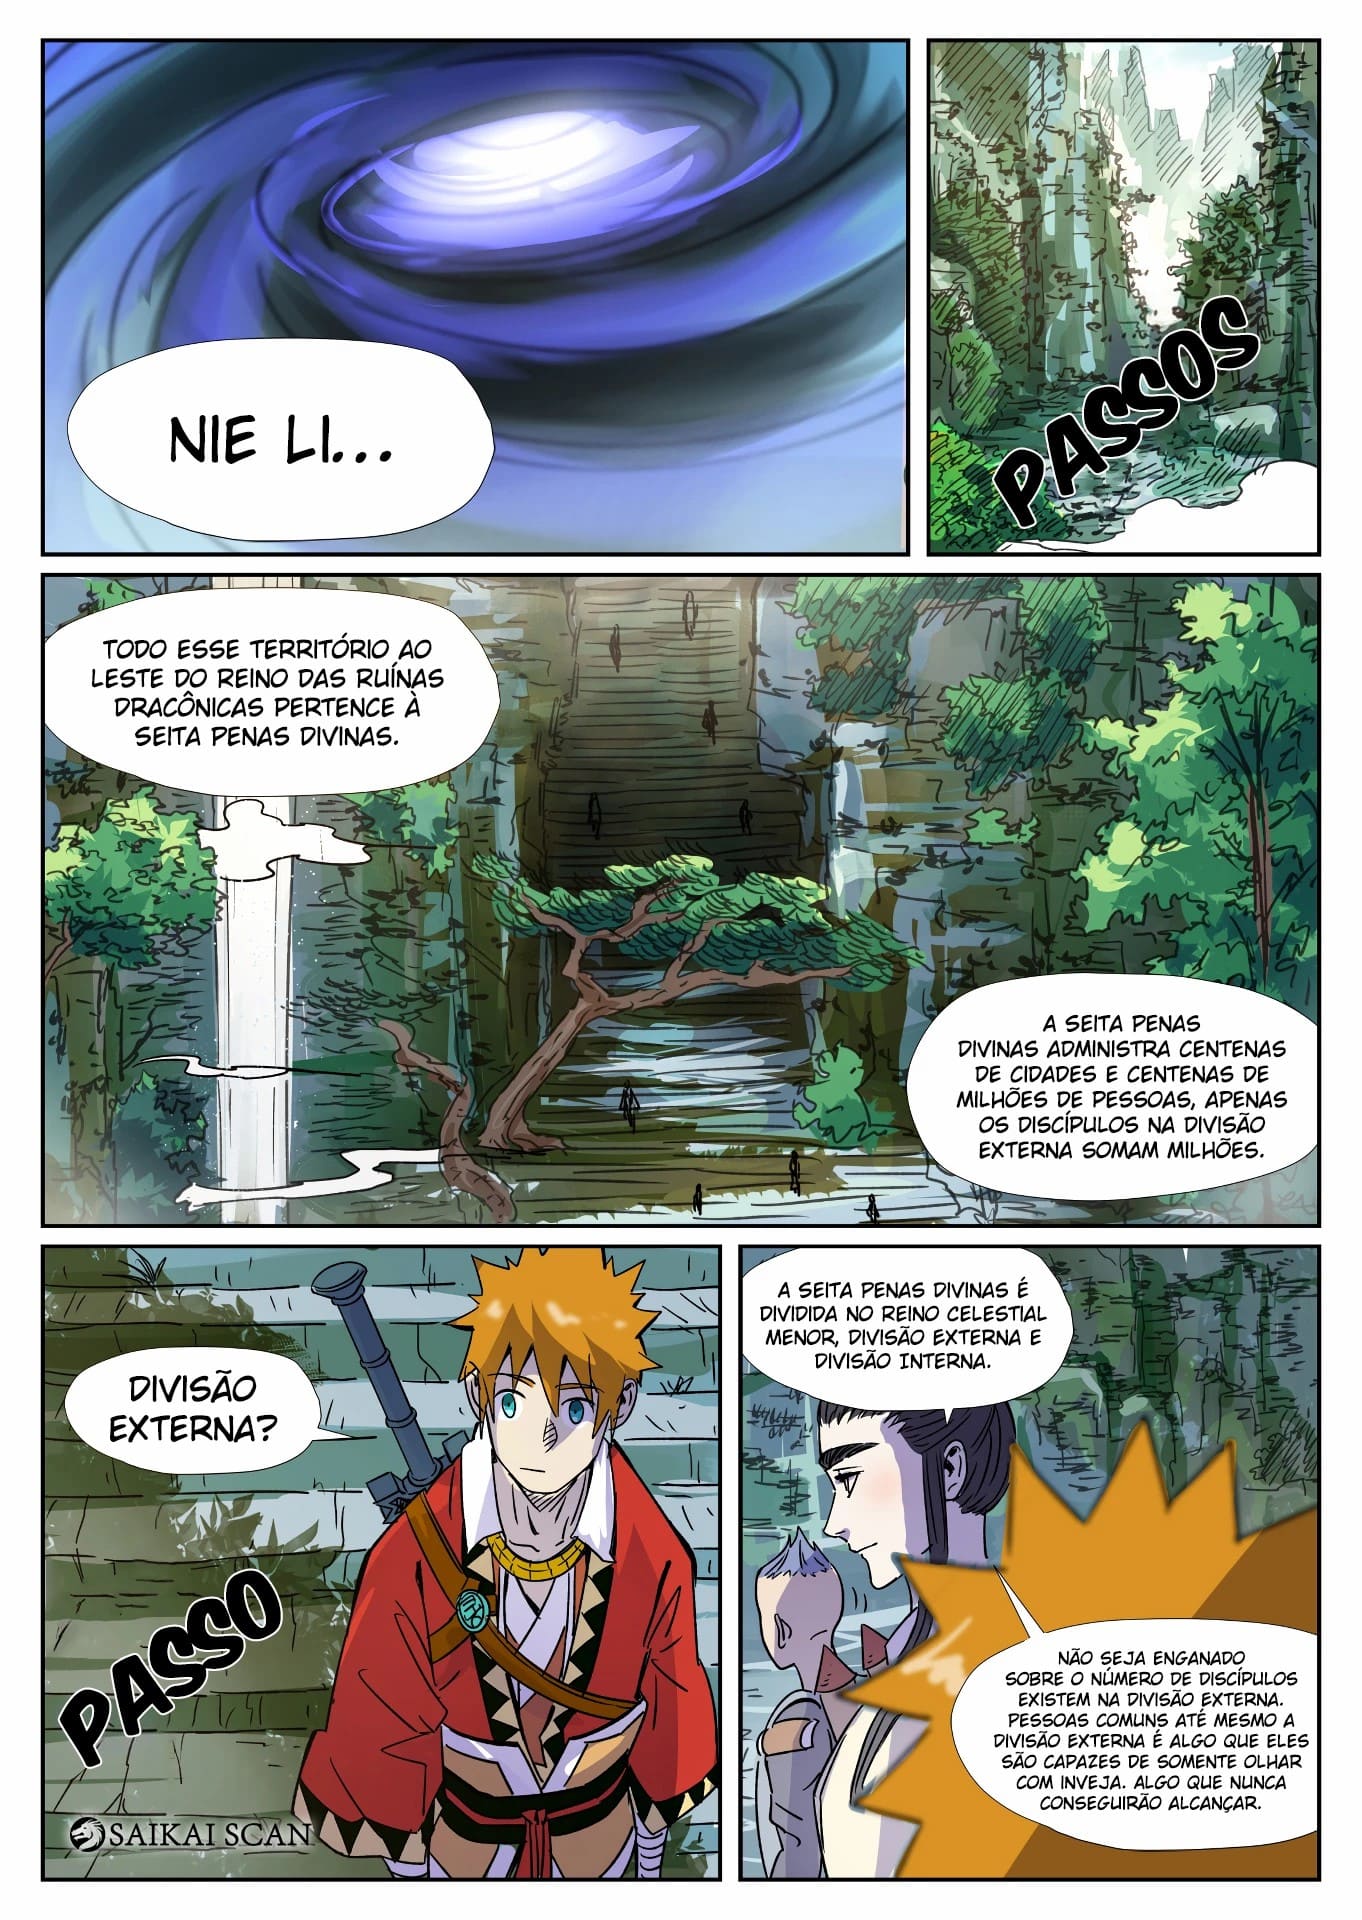 NIE LI...
PASSOS
TODO ESSE TERRITÓRIO AO
LESTE DO REINO DAS RUÍNAS
DRACÔNICAS PERTENCE À
SEITA PENAS DIVINAS.
A SEITA PENAS
DIVINAS ADMINISTRA CENTENAS
DE CIDADES E CENTENAS DE
MILHÕES DE PESSOAS, APENAS
OS DISCÍPULOS NA DIVISÃO
EXTERNA SOMAM MILHÕES.
DIVISÃO
EXTERNA?
PASSO
SAIKAI SCAN
A SEITA PENAS DIVINAS É
DIVIDIDA NO REINO CELESTIAL
MENOR, DIVISÃO EXTERNA E
DIVISÃO INTERNA.
NÃO SEJA ENGANADO
SOBRE O NÚMERO DE DISCÍPULOS
EXISTEM NA DIVISÃO EXTERNA.
PESSOAS COMUNS ATÉ MESMO A
DIVISÃO EXTERNA É ALGO QUE ELES
SÃO CAPAZES DE SOMENTE OLHAR
COM INVEJA. ALGO QUE NUNCA
CONSEGUIRÃO ALCANÇAR.